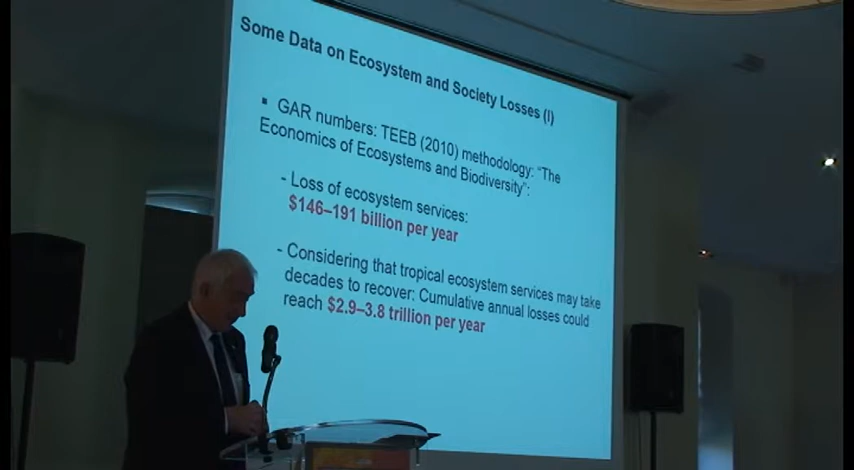 Some Data on Ecosystem and Society Losses (I)
▪ GAR numbers: TEEB (2010) methodology: "The
Economics of Ecosystems and Biodiversity":
- Loss of ecosystem services:
$146–191 billion per year
- Considering that tropical ecosystem services may take
decades to recover: Cumulative annual losses could
reach $2.9–3.8 trillion per year